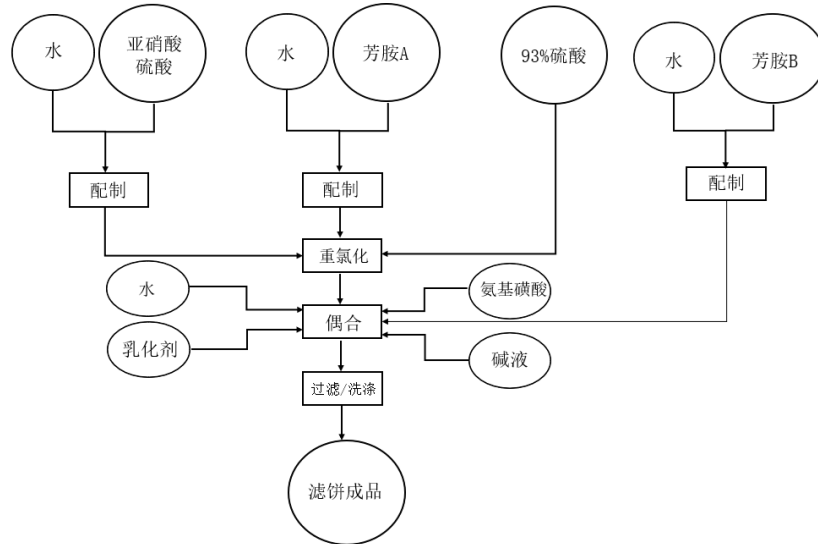 水
亚硝酸
硫酸
水
芳胺A
93%硫酸
水
芳胺B
配制
配制
配制
重氯化
水
氨基磺酸
偶合
乳化剂
碱液
过滤/洗涤
滤饼成品